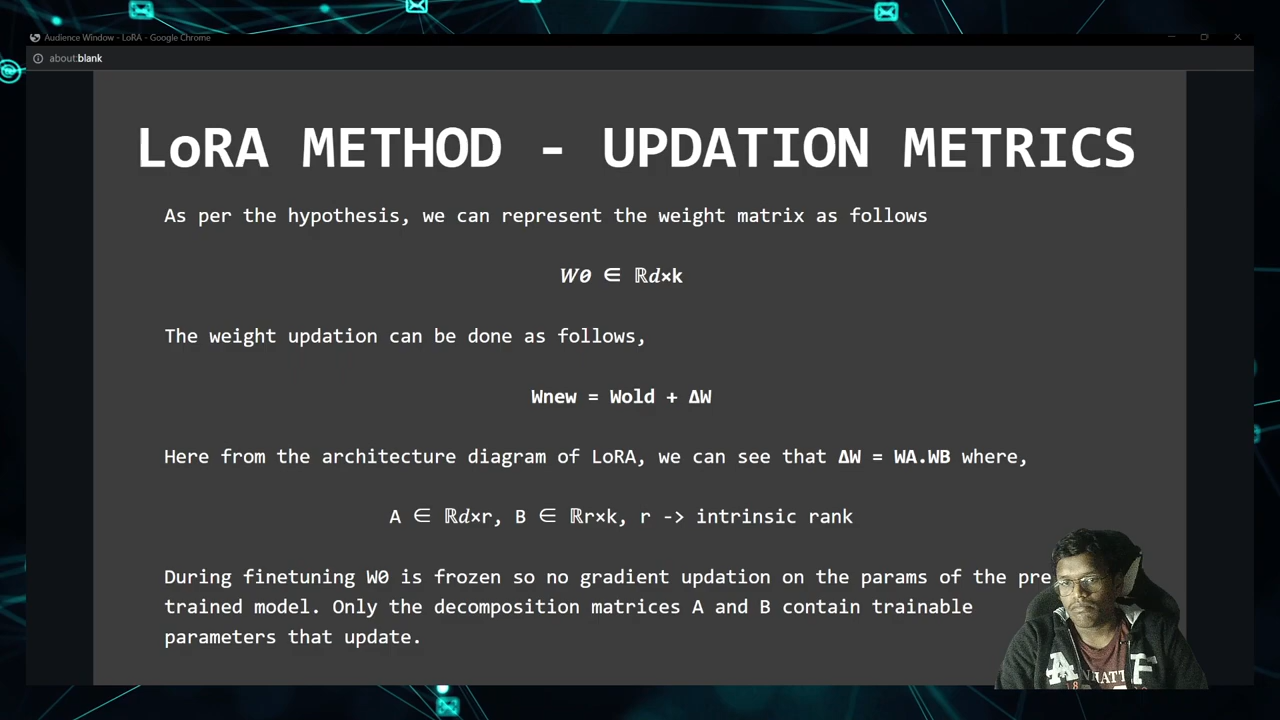 Audience Window - LoRA - Google Chrome
about:blank
LoRA METHOD - UPDATION METRICS
As per the hypothesis, we can represent the weight matrix as follows
W0 ∈ ℝd×k
The weight updation can be done as follows,
Wnew = Wold + ΔW
Here from the architecture diagram of LoRA, we can see that ΔW = WA.WB where,
A ∈ ℝd×r, B ∈ ℝr×k, r -> intrinsic rank
During finetuning W0 is frozen so no gradient updation on the params of the pre
trained model. Only the decomposition matrices A and B contain trainable
parameters that update.